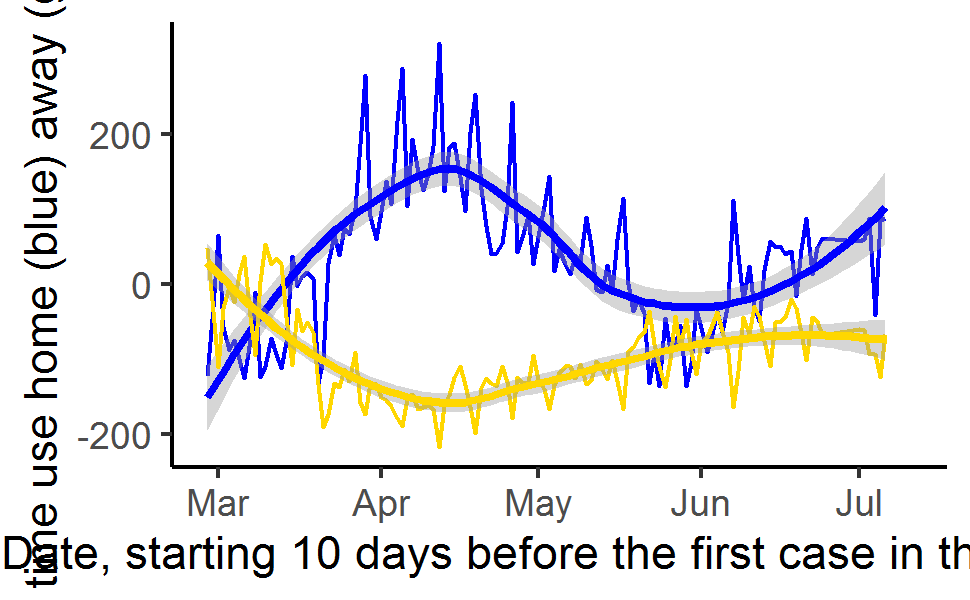 time use home (blue) away (
200
0
-200
Mar Apr May Jun Jul
Date, starting 10 days before the first case in th